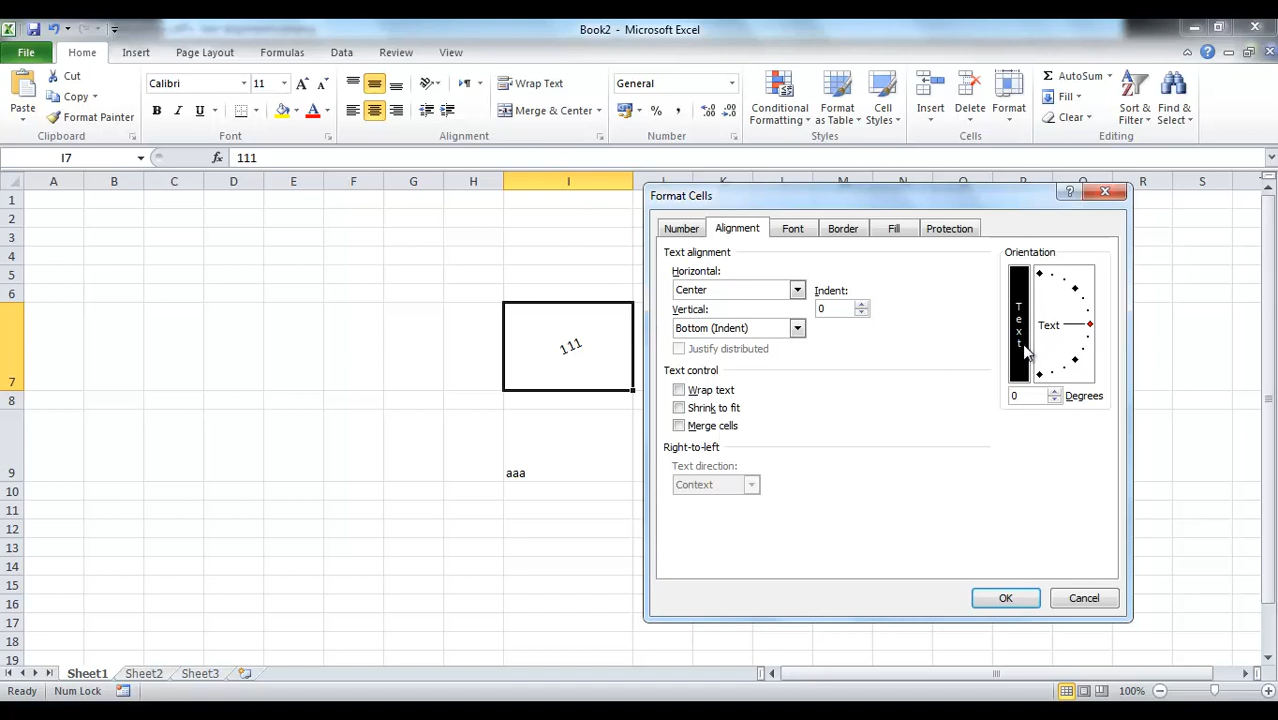 Book2 - Microsoft Excel
File Home Insert Page Layout Formulas Data Review View
Paste Cut Copy Format Painter
Clipboard
Calibri 11
B I U A
Font
Wrap Text
Merge & Center
Alignment
General
%
Number
Conditional Formatting
Format as Table
Cell Styles
Styles
Insert Delete Format
Cells
AutoSum Fill Clear
Sort & Filter
Find & Select
Editing
I7 fx 111
A B C D E F G H I R S
1
2
3
4
5
6
7
8
9
10
11
12
13
14
15
16
17
18
19
111
aaa
Format Cells
Number Alignment Font Border Fill Protection
Text alignment
Horizontal:
Center
Indent:
0
Vertical:
Bottom (Indent)
Justify distributed
Text control
Wrap text
Shrink to fit
Merge cells
Right-to-left
Text direction:
Context
Orientation
Text
Text
0 Degrees
OK Cancel
Sheet1 Sheet2 Sheet3
Ready Num Lock 100%